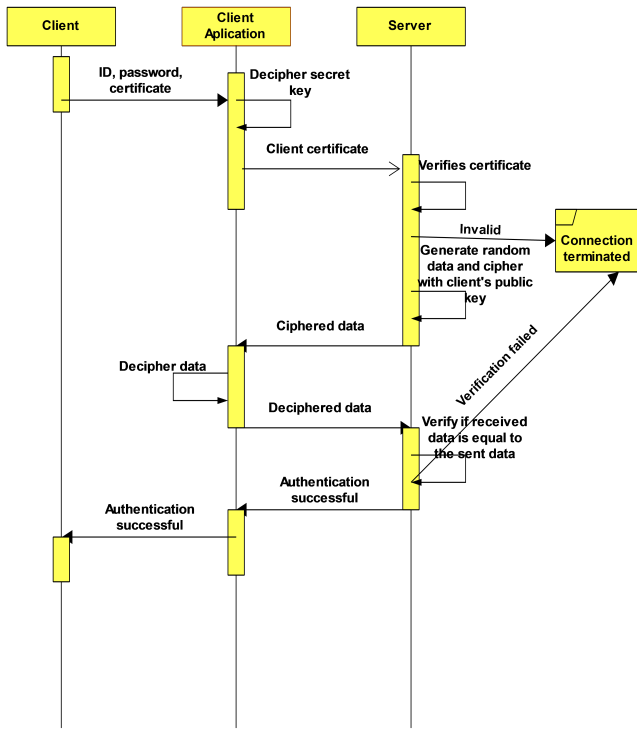 Client
Client
Aplication
Server
ID, password,
certificate
Decipher secret
key
Client certificate
Verifies certificate
Invalid
Connection
terminated
Generate random
data and cipher
with client's public
key
Ciphered data
Decipher data
Verification failed
Deciphered data
Verify if received
data is equal to
the sent data
Authentication
successful
Authentication
successful